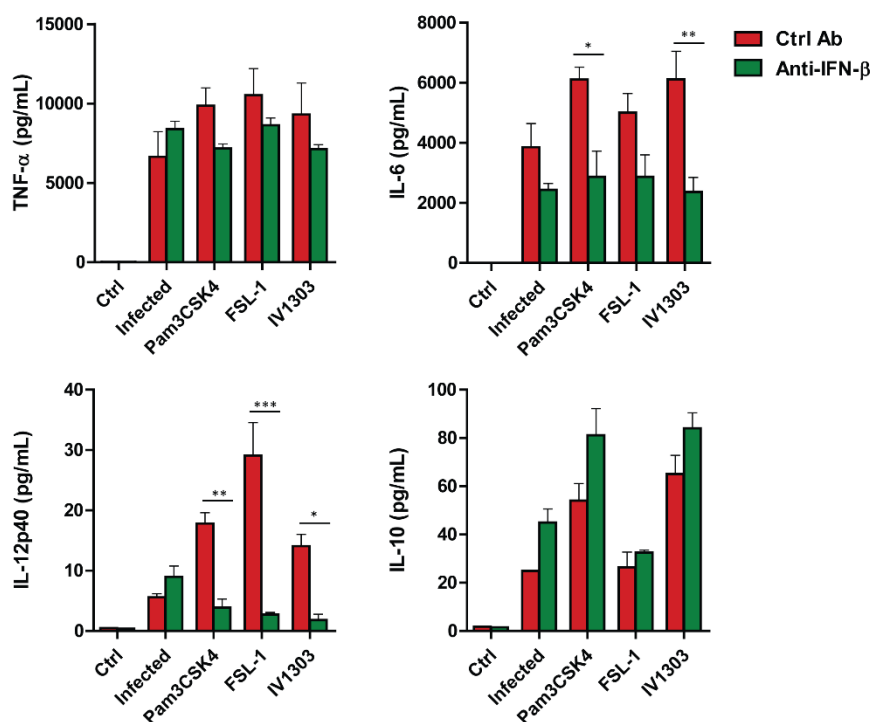 TNF-α (pg/mL)
15000
10000
5000
0
Ctrl
Infected
Pam3CSK4
FSL-1
IV1303
IL-6 (pg/mL)
8000
6000
4000
2000
0
*
**
Ctrl
Infected
Pam3CSK4
FSL-1
IV1303
Ctrl Ab
Anti-IFN-β
IL-12p40 (pg/mL)
40
30
20
10
0
**
***
*
Ctrl
Infected
Pam3CSK4
FSL-1
IV1303
IL-10 (pg/mL)
100
80
60
40
20
0
Ctrl
Infected
Pam3CSK4
FSL-1
IV1303